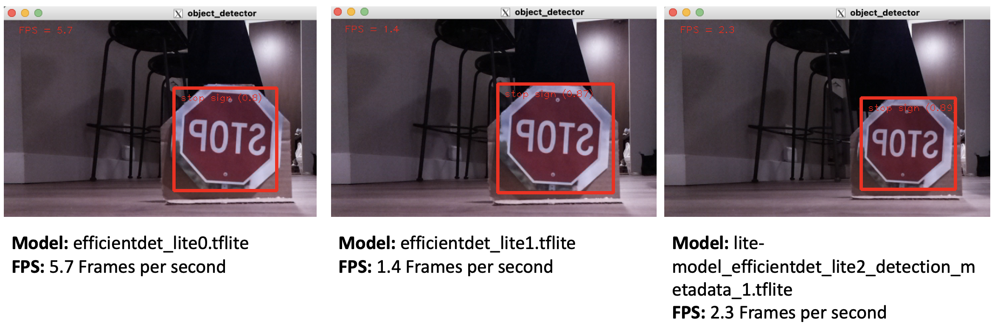 object_detector
FPS = 5.7
stop sign (0.8)
STOP
Model: efficientdet_lite0.tflite
FPS: 5.7 Frames per second
object_detector
FPS = 1.4
stop sign (0.87)
STOP
Model: efficientdet_lite1.tflite
FPS: 1.4 Frames per second
object_detector
FPS = 2.3
stop sign (0.89)
STOP
Model: lite-
model_efficientdet_lite2_detection_m
etadata_1.tflite
FPS: 2.3 Frames per second